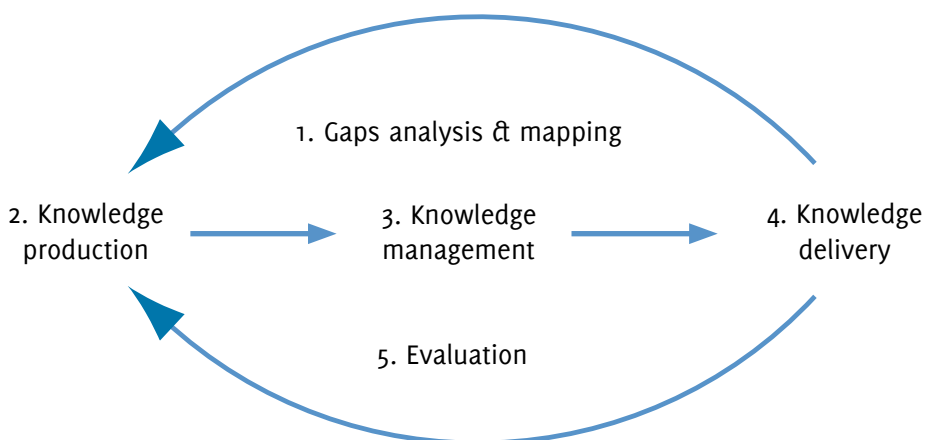 1. Gaps analysis & mapping
2. Knowledge
production
3. Knowledge
management
4. Knowledge
delivery
5. Evaluation